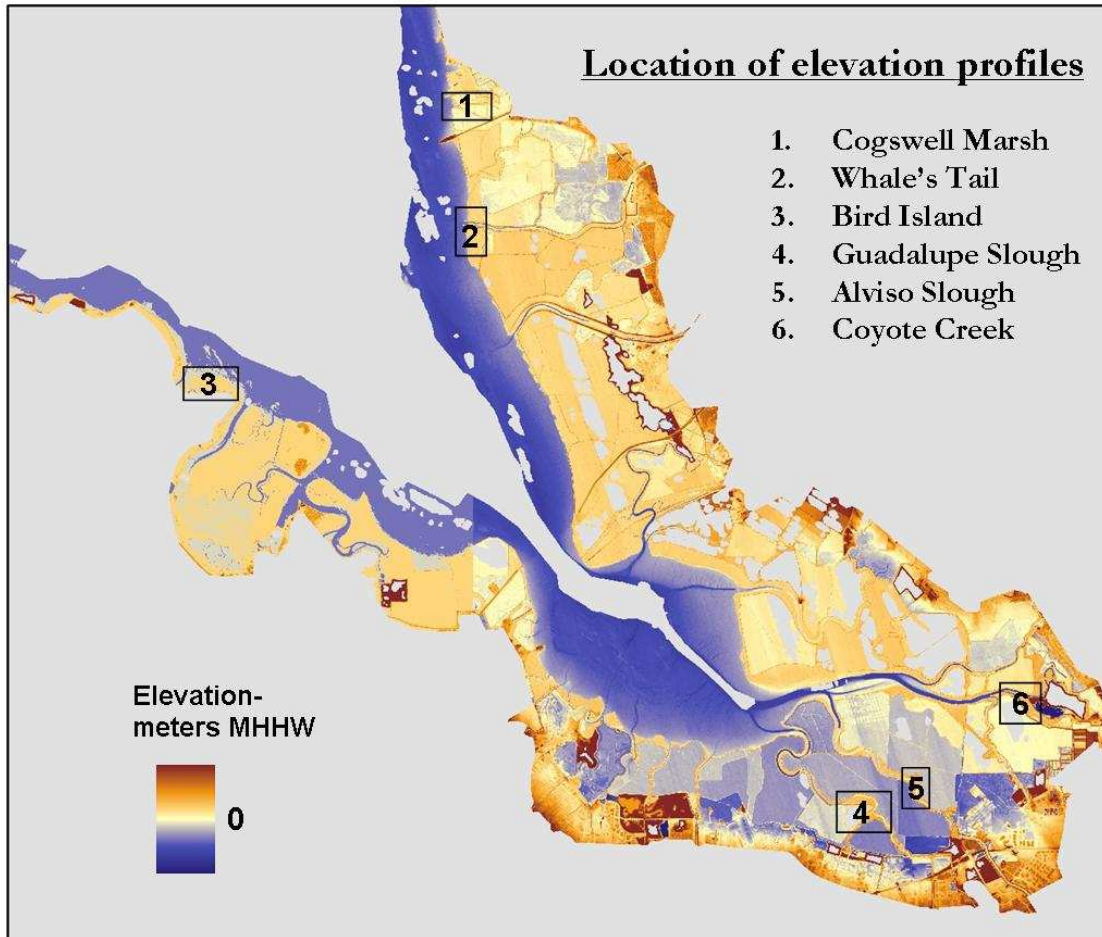 Location of elevation profiles
1. Cogswell Marsh
2. Whale's Tail
3. Bird Island
4. Guadalupe Slough
5. Alviso Slough
6. Coyote Creek
1
2
3
6
5
4
Elevation-
meters MHHW
0